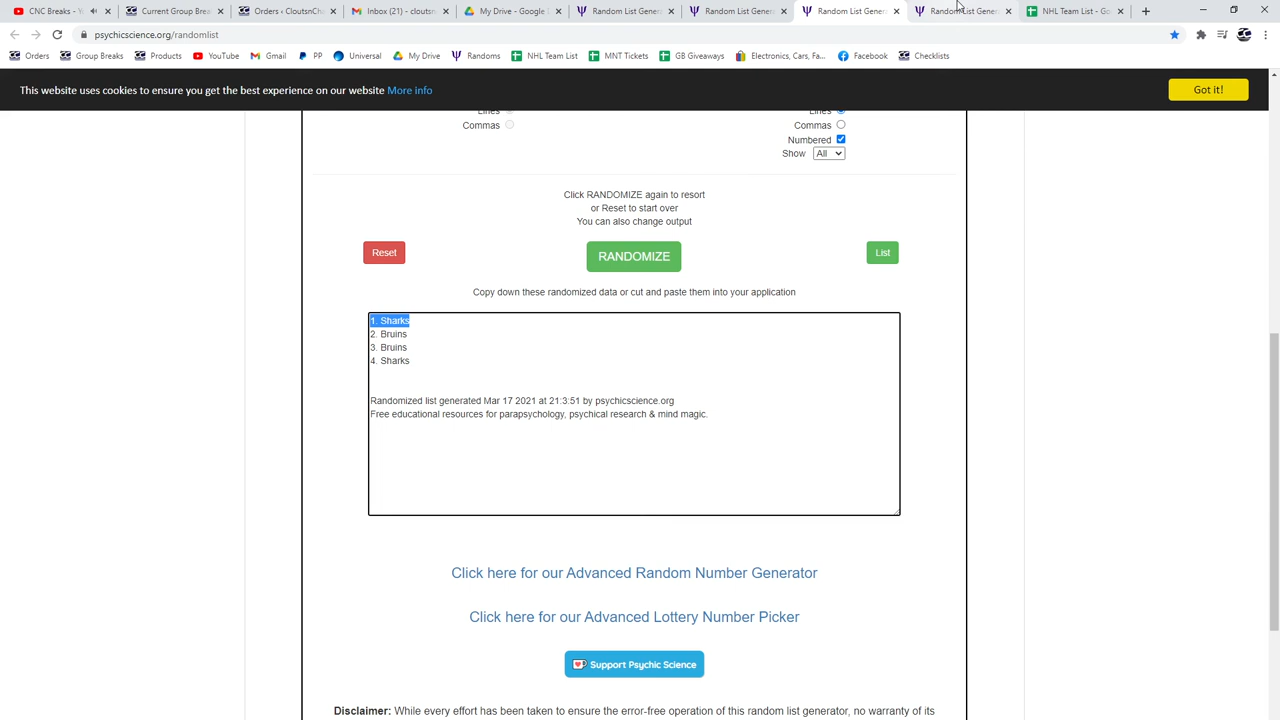 CNC Breaks - Y
Current Group Breaks
Orders - CloutsnCha
Inbox (21) - cloutsn
My Drive - Google
Random List Gener
Random List Gener
Random List Gener
Random List Gener
NHL Team List - Go
psychicscience.org/randomlist
Orders
Group Breaks
YouTube
Gmail
PP
Universal
My Drive
Randoms
NHL Team List
MNT Tickets
GB Giveaways
Electronics, Cars, Fa...
Facebook
Checklists
This website uses cookies to ensure you get the best experience on our website More info
Got it!
Lines
Lines
Commas
Commas
Numbered
Show All
Click RANDOMIZE again to resort
or Reset to start over
You can also change output
Reset
RANDOMIZE
List
Copy down these randomized data or cut and paste them into your application
1. Sharks
2. Bruins
3. Bruins
4. Sharks
Randomized list generated Mar 17 2021 at 21:3:51 by psychicscience.org
Free educational resources for parapsychology, psychical research & mind magic.
Click here for our Advanced Random Number Generator
Click here for our Advanced Lottery Number Picker
Support Psychic Science
Disclaimer: While every effort has been taken to ensure the error-free operation of this random list generator, no warranty of its